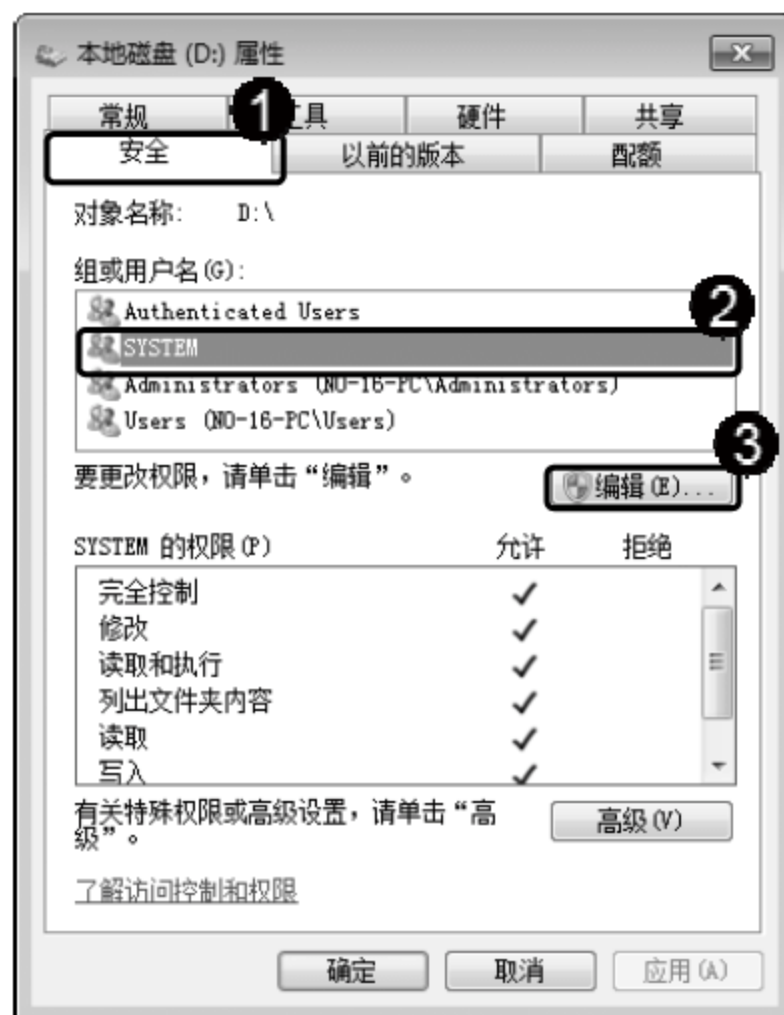 本地磁盘 (D:) 属性
常规 工具 硬件 共享
1
安全 以前的版本 配额
对象名称: D:\
组或用户名(G):
Authenticated Users
2
SYSTEM
Administrators (NO-16-PC\Administrators)
Users (NO-16-PC\Users)
3
要更改权限，请单击“编辑”。 编辑(E)...
SYSTEM 的权限(P) 允许 拒绝
完全控制
修改
读取和执行
列出文件夹内容
读取
写入
有关特殊权限或高级设置，请单击“高
级”。
高级(V)
了解访问控制和权限
确定 取消 应用(A)